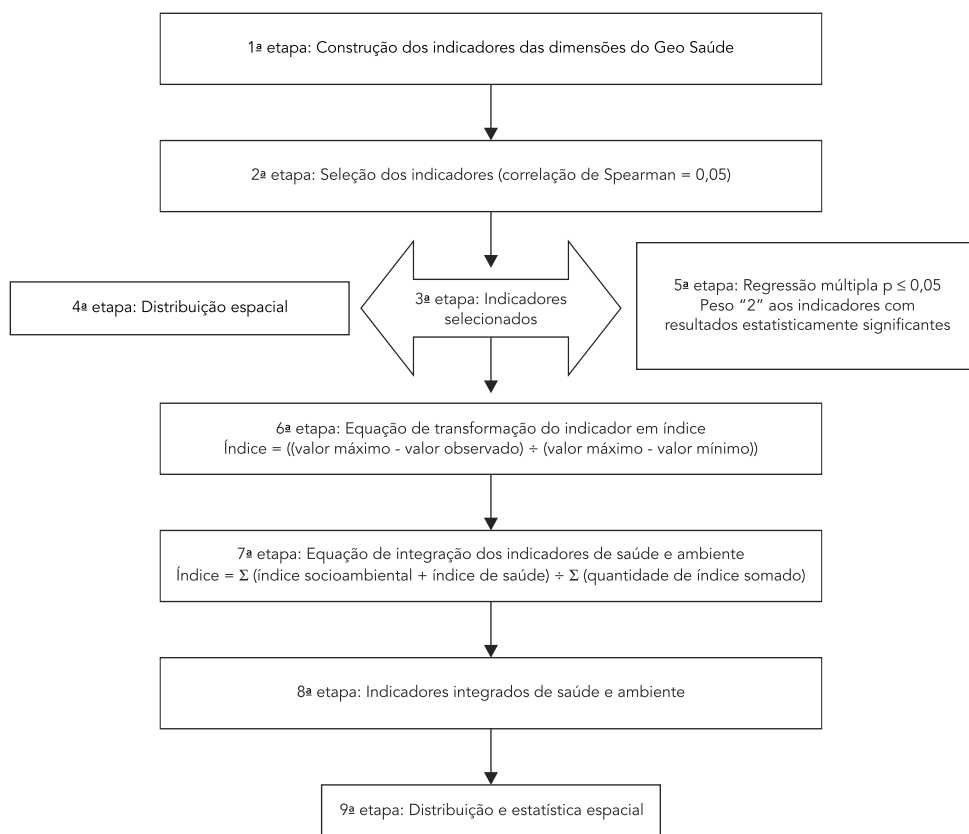 1ª etapa: Construção dos indicadores das dimensões do Geo Saúde
2ª etapa: Seleção dos indicadores (correlação de Spearman = 0,05)
4ª etapa: Distribuição espacial
3ª etapa: Indicadores
selecionados
5ª etapa: Regressão múltipla p ≤ 0,05
Peso "2" aos indicadores com
resultados estatisticamente significantes
6ª etapa: Equação de transformação do indicador em índice
Índice = ((valor máximo - valor observado) ÷ (valor máximo - valor mínimo))
7ª etapa: Equação de integração dos indicadores de saúde e ambiente
Índice = Σ (índice socioambiental + índice de saúde) ÷ Σ (quantidade de índice somado)
8ª etapa: Indicadores integrados de saúde e ambiente
9ª etapa: Distribuição e estatística espacial